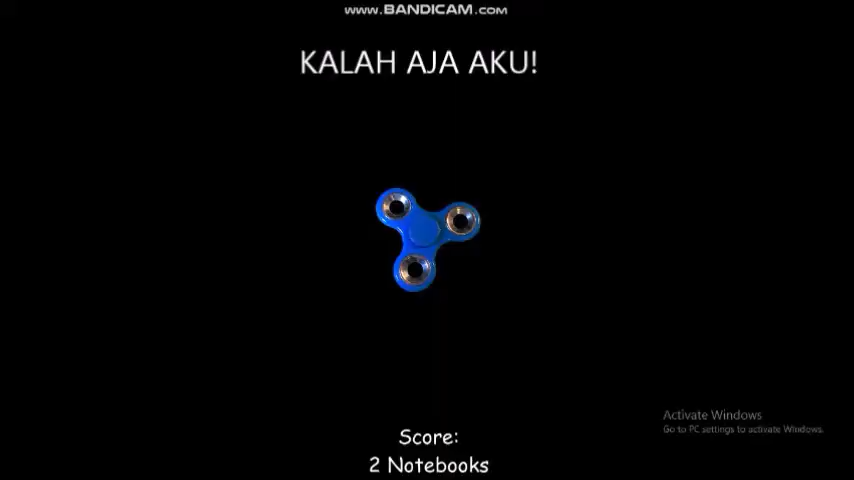 WWW.BANDICAM.COM
KALAH AJA AKU!
Activate Windows
Go to PC settings to activate Windows.
Score:
2 Notebooks